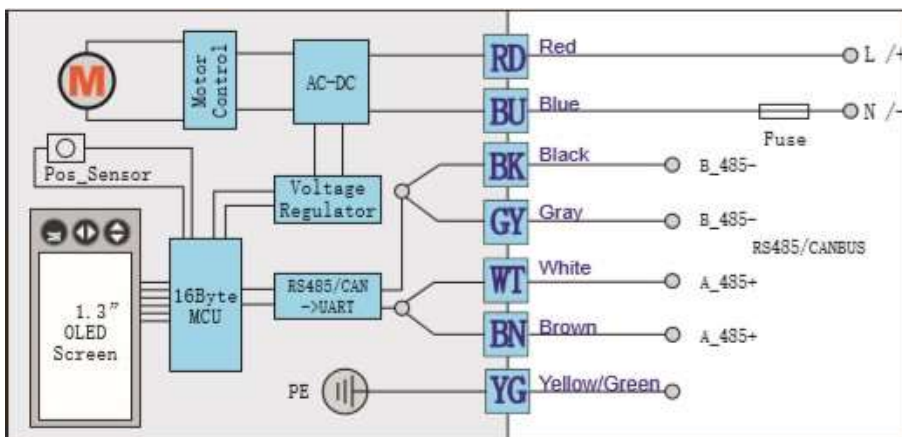 M
Motor
Control
AC-DC
RD
Red
L /+
BU
Blue
N /-
Fuse
Pos_Sensor
Voltage
Regulator
BK
Black
B_485-
GY
Gray
B_485-
RS485/CANBUS
M
1.3"
OLED
Screen
16Byte
MCU
RS485/CAN
->UART
WT
White
A_485+
BN
Brown
A_485+
PE
YG
Yellow/Green